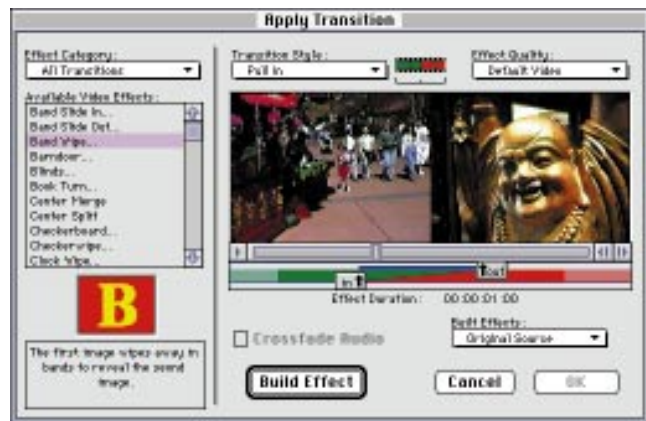 Apply Transition
Effect Category:
All Transitions
Available Video Effects:
Band Slide In...
Band Slide Out...
Band Wipe...
Barndoor...
Blinds...
Book Turn...
Center Merge
Center Split
Checkerboard...
Checkerwipe...
Clock Wipe...
B
The first image wipes away in
bands to reveal the second
image.
Transition Style:
Pull In
Effect Quality:
Default Video
in
out
Effect Duration: 00:00:01:00
Crossfade Audio
Built Effects:
Original Source
Build Effect
Cancel
OK